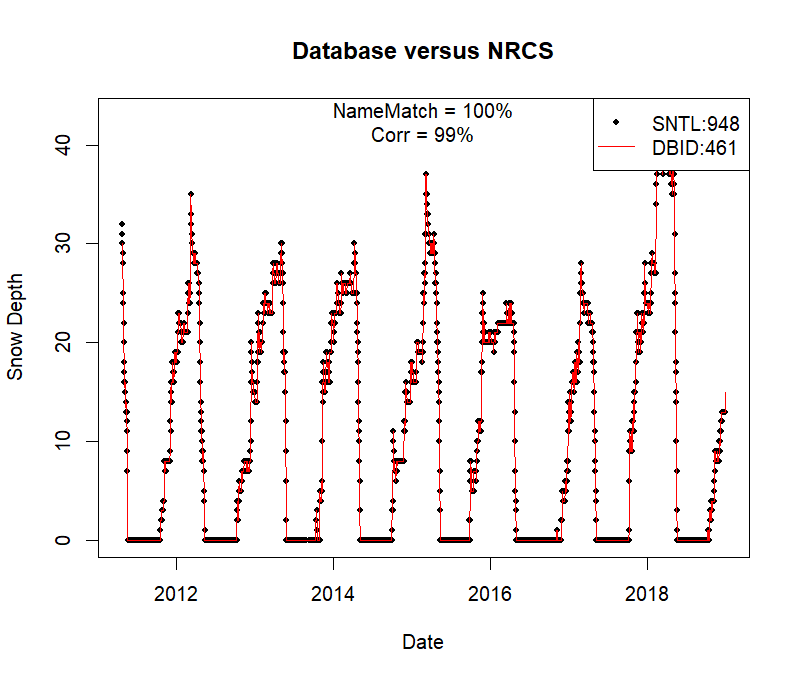 Database versus NRCS
NameMatch = 100%
Corr = 99%
SNTL:948
DBID:461
40
30
20
10
0
Snow Depth
2012 2014 2016 2018
Date